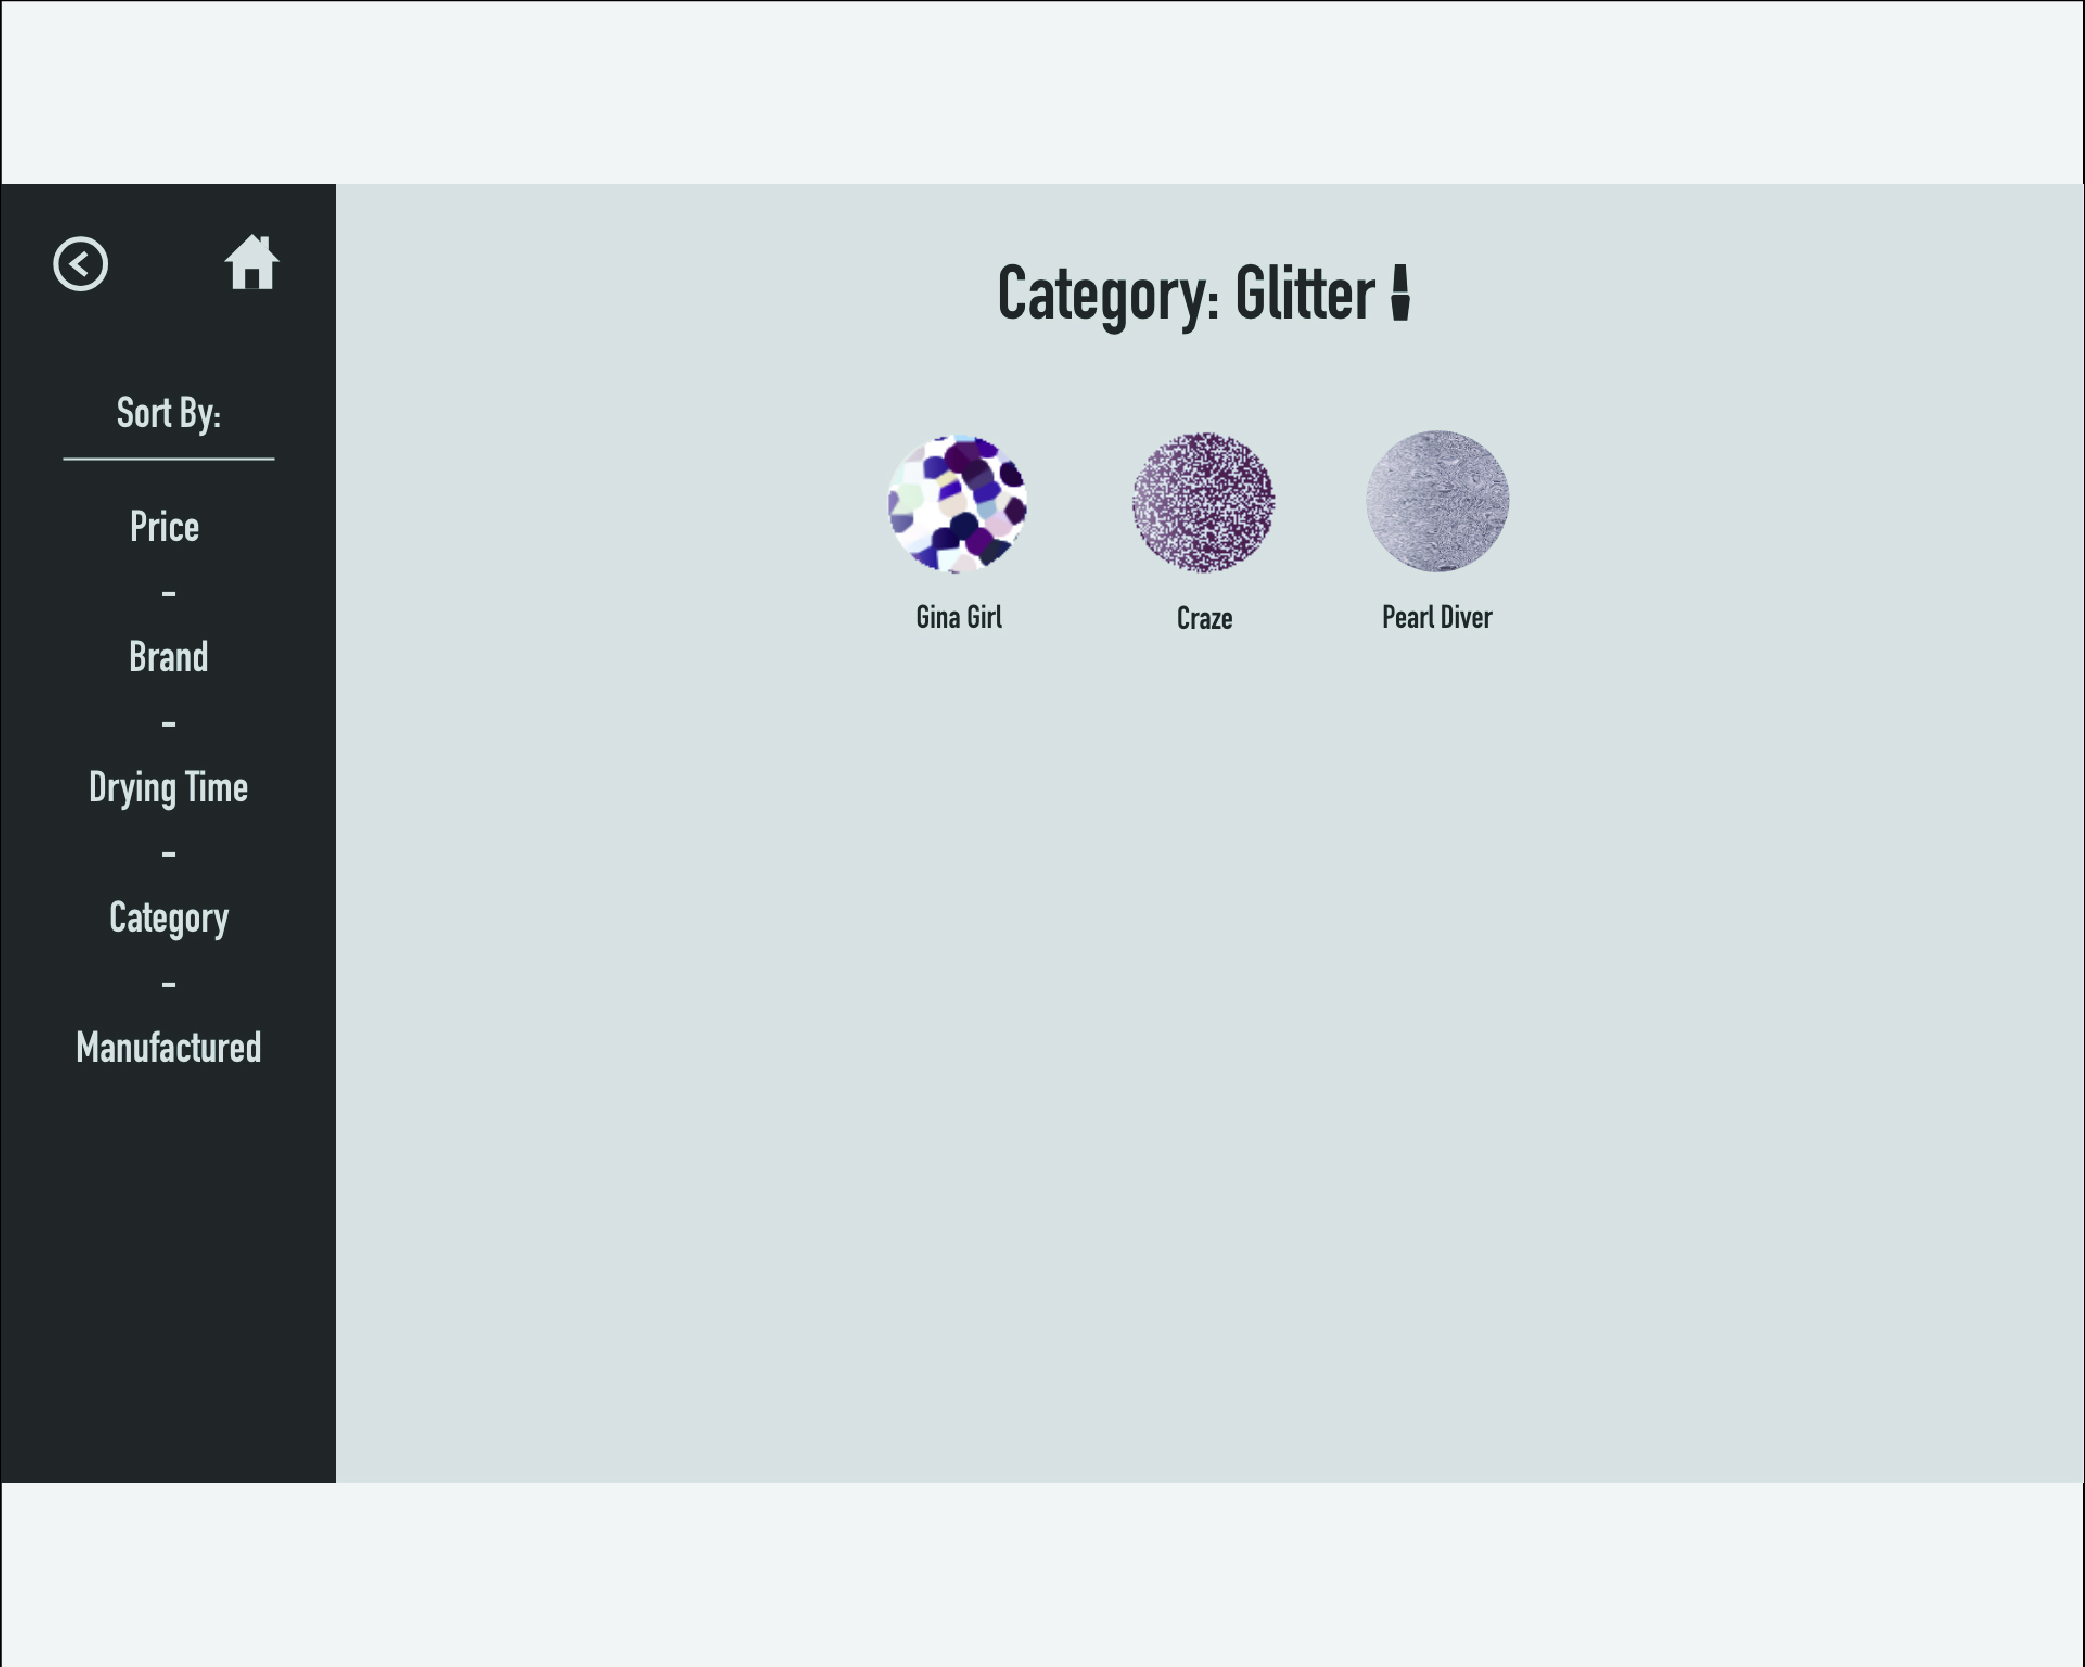 Category: Glitter
Sort By:
Price
-
Brand
-
Drying Time
-
Category
-
Manufactured
Gina Girl
Craze
Pearl Diver